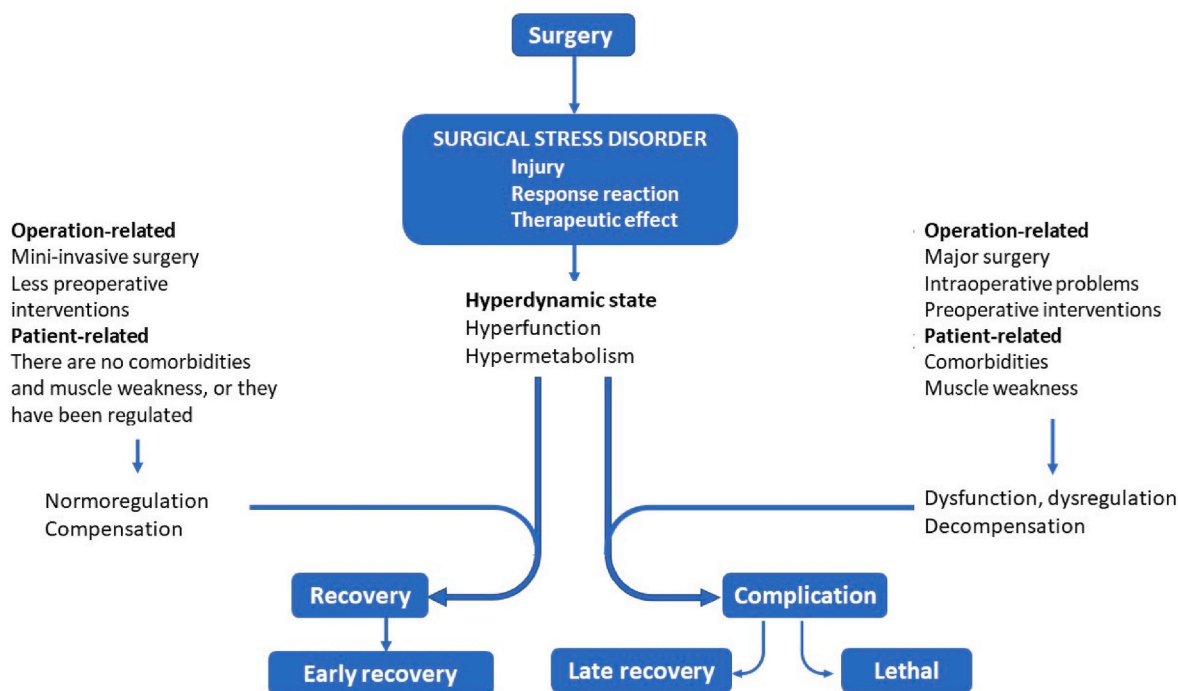 Surgery
SURGICAL STRESS DISORDER
Injury
Response reaction
Therapeutic effect
Operation-related
Mini-invasive surgery
Less preoperative
interventions
Patient-related
There are no comorbidities
and muscle weakness, or they
have been regulated
Hyperdynamic state
Hyperfunction
Hypermetabolism
Operation-related
Major surgery
Intraoperative problems
Preoperative interventions
Patient-related
Comorbidities
Muscle weakness
Normoregulation
Compensation
Dysfunction, dysregulation
Decompensation
Recovery
Complication
Early recovery
Late recovery
Lethal